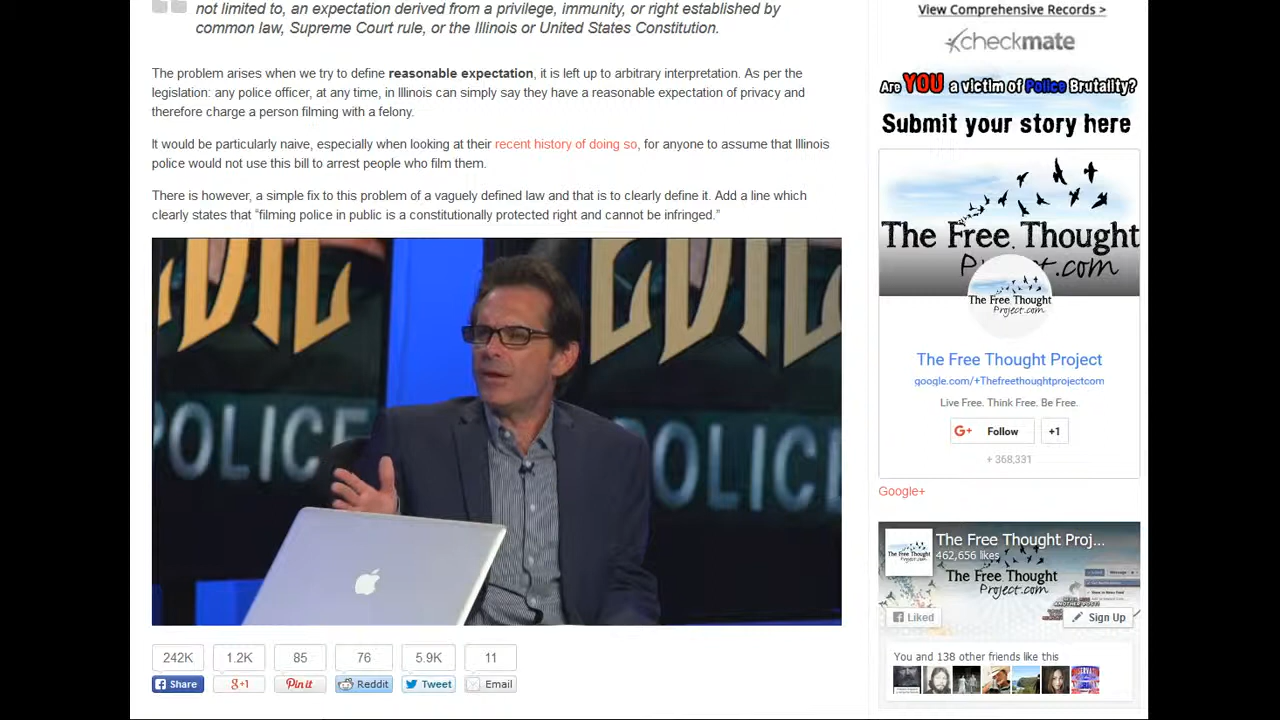 not limited to, an expectation derived from a privilege, immunity, or right established by
common law, Supreme Court rule, or the Illinois or United States Constitution.
The problem arises when we try to define reasonable expectation, it is left up to arbitrary interpretation. As per the
legislation: any police officer, at any time, in Illinois can simply say they have a reasonable expectation of privacy and
therefore charge a person filming with a felony.
It would be particularly naive, especially when looking at their recent history of doing so, for anyone to assume that Illinois
police would not use this bill to arrest people who film them.
There is however, a simple fix to this problem of a vaguely defined law and that is to clearly define it. Add a line which
clearly states that “filming police in public is a constitutionally protected right and cannot be infringed.”
POLICE
POLICE
242K
1.2K
85
76
5.9K
11
Share
g+1
Pin it
Reddit
Tweet
Email
View Comprehensive Records >
checkmate
Are YOU a victim of Police Brutality?
Submit your story here
The Free Thought
Project.com
The Free Thought
Project.com
The Free Thought Project
google.com/+Thefreethoughtprojectcom
Live Free. Think Free. Be Free.
G+ Follow
+1
+ 368,331
Google+
The Free Thought Proj...
462,656 likes
The Free Thought
Project.com
Liked
Sign Up
You and 138 other friends like this